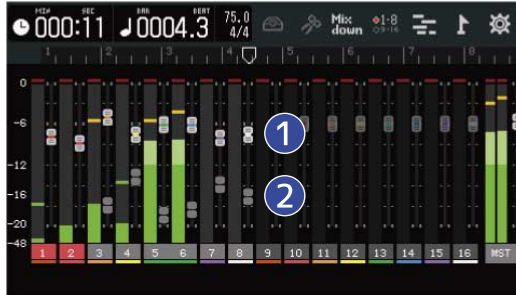 MIN SEC
000:11
BAR BEAT
0004.3
75.0
4/4
Mix
down
1-8
9-16
1 2 3 4 5 6 7 8
0
-6
-12
-16
-20
-48
1
2
1 2 3 4 5 6 7 8 9 10 11 12 13 14 15 16 MST